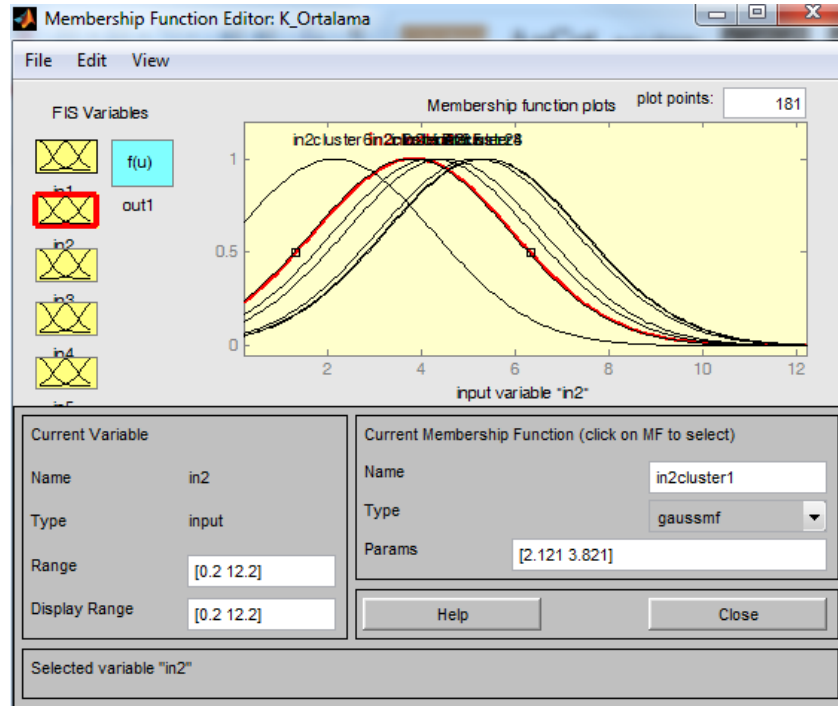 Membership Function Editor: K_Ortalama
File Edit View
FIS Variables
Membership function plots
plot points:
181
f(u)
in1
out1
in2
in3
in4
in5
1
0.5
0
2 4 6 8 10 12
input variable "in2"
Current Variable
Name in2
Type input
Range [0.2 12.2]
Display Range [0.2 12.2]
Current Membership Function (click on MF to select)
Name in2cluster1
Type gaussmf
Params [2.121 3.821]
Help Close
Selected variable "in2"